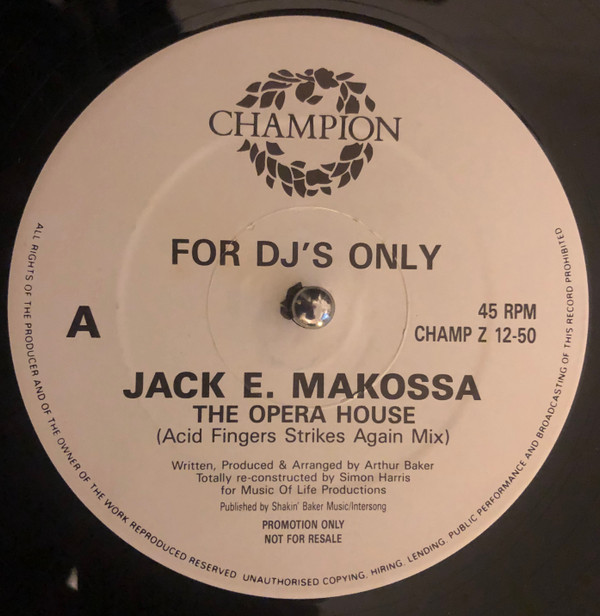 CHAMPION
FOR DJ'S ONLY
A
45 RPM
CHAMP Z 12-50
JACK E. MAKOSSA
THE OPERA HOUSE
(Acid Fingers Strikes Again Mix)
Written, Produced & Arranged by Arthur Baker
Totally re-constructed by Simon Harris
for Music Of Life Productions
Published by Shakin' Baker Music/Intersong
PROMOTION ONLY
NOT FOR RESALE
ALL RIGHTS OF THE PRODUCER AND OF THE OWNER OF THE WORK REPRODUCED RESERVED UNAUTHORISED COPYING, HIRING, LENDING, PUBLIC PERFORMANCE AND BROADCASTING OF THIS RECORD PROHIBITED